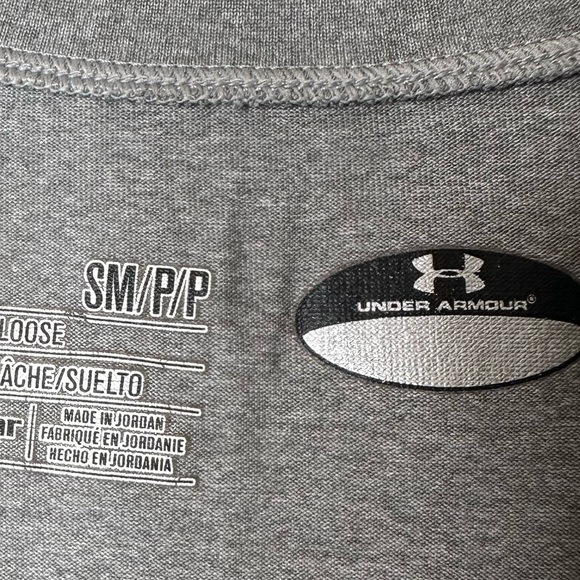 SM/P/P
LOOSE
ÂCHE/SUELTO
MADE IN JORDAN
FABRIQUÉ EN JORDANIE
HECHO EN JORDANIA
UNDER ARMOUR®